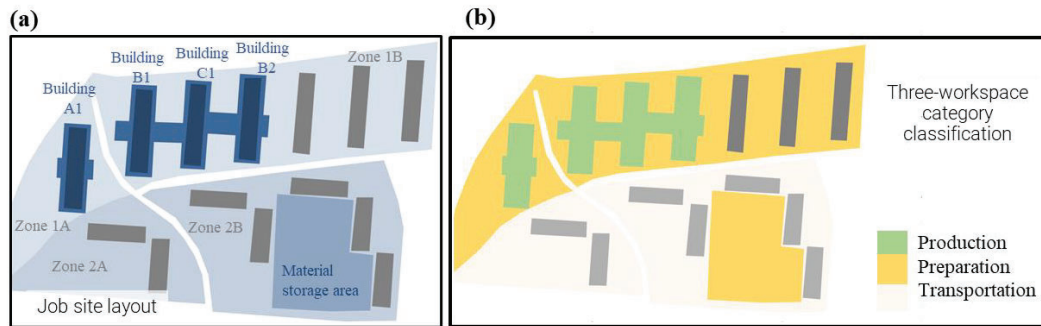 (a)
Building
A1
Building
B1
Building
C1
Building
B2
Zone 1B
Zone 1A
Zone 2A
Zone 2B
Material
storage area
Job site layout
(b)
Three-workspace
category
classification
Production
Preparation
Transportation